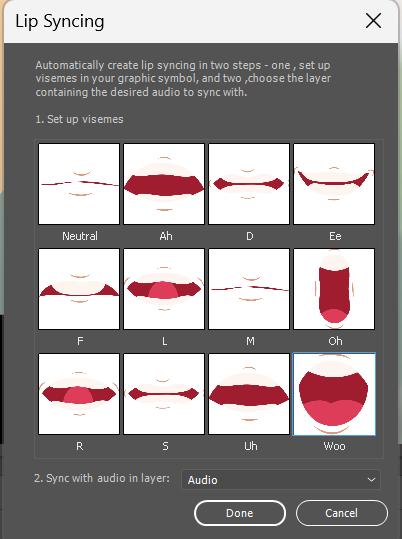 Lip Syncing
Automatically create lip syncing in two steps - one , set up
visemes in your graphic symbol, and two ,choose the layer
containing the desired audio to sync with.
1. Set up visemes
Neutral Ah D Ee
F L M Oh
R S Uh Woo
2. Sync with audio in layer: Audio
Done Cancel